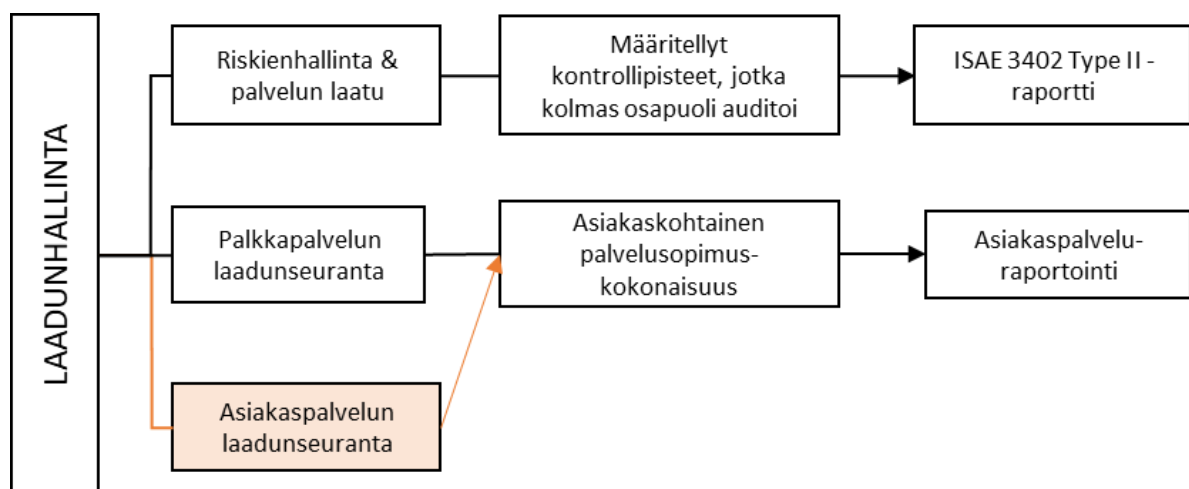 LAADUNHALLINTA
Riskienhallinta &
palvelun laatu
Määritellyt
kontrollipisteet, jotka
kolmas osapuoli auditoi
ISAE 3402 Type II -
raportti
Palkkapalvelun
laadunseuranta
Asiakaskohtainen
palvelusopimus-
kokonaisuus
Asiakaspalvelu-
raportointi
Asiakaspalvelun
laadunseuranta